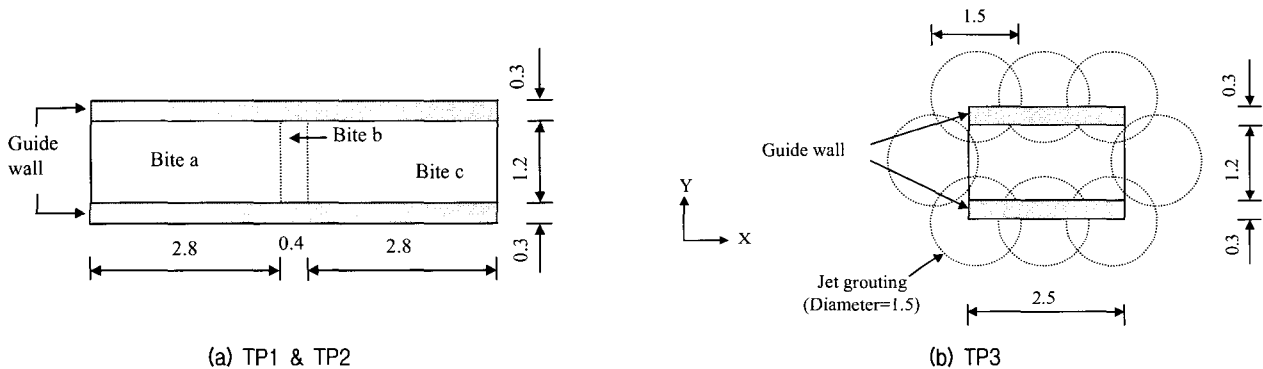 0.3
Guide
wall
Bite a
Bite b
Bite c
1.2
2.8
0.4
2.8
0.3
(a) TP1 & TP2
1.5
0.3
Guide wall
1.2
Y
X
0.3
Jet grouting
(Diameter=1.5)
2.5
(b) TP3